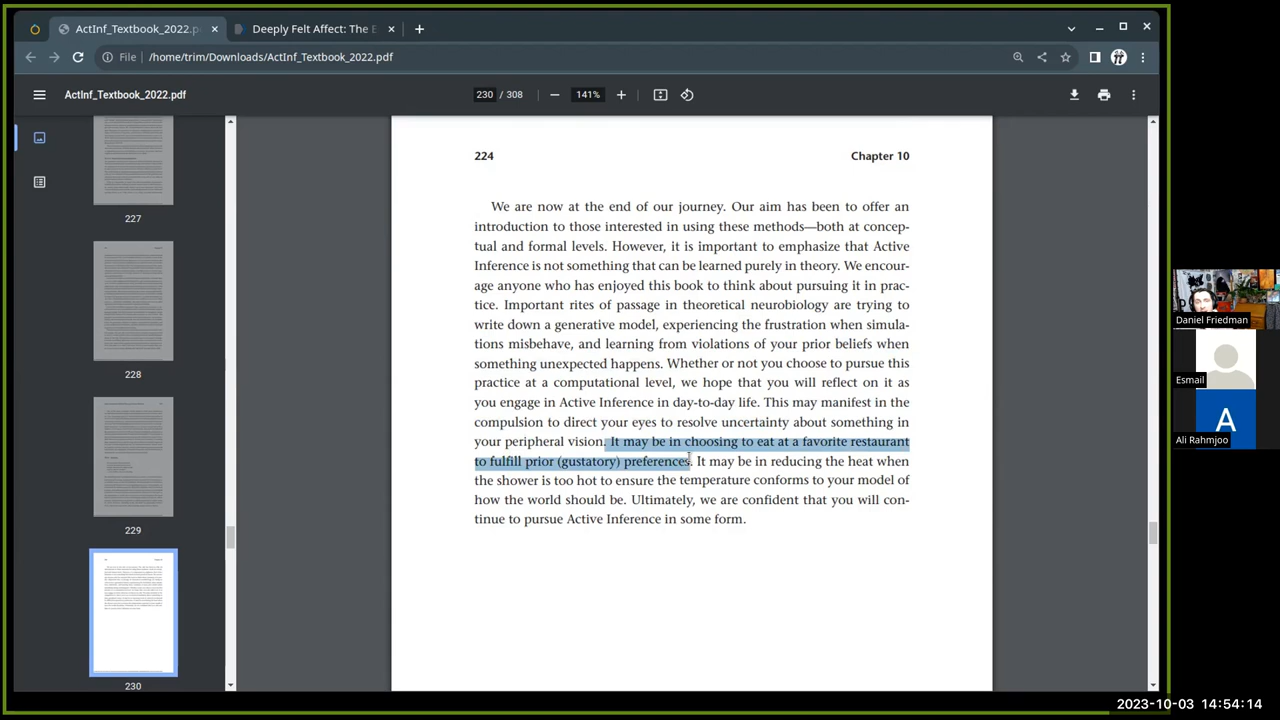 ActInf_Textbook_2022.p
Deeply Felt Affect: The E
File
/home/trim/Downloads/ActInf_Textbook_2022.pdf
ActInf_Textbook_2022.pdf
230 / 308
141%
227
228
229
230
224
Chapter 10
We are now at the end of our journey. Our aim has been to offer an
introduction to those interested in using these methods—both at concep-
tual and formal levels. However, it is important to emphasize that Active
Inference is not something that can be learned purely in theory. We encour-
age anyone who has enjoyed this book to think about pursuing it in prac-
tice. Important rites of passage in theoretical neurobiology are trying to
write down a generative model, experiencing the frustration when simula-
tions misbehave, and learning from violations of your prior beliefs when
something unexpected happens. Whether or not you choose to pursue this
practice at a computational level, we hope that you will reflect on it as
you engage in Active Inference in day-to-day life. This may manifest in the
compulsion to direct your eyes to resolve uncertainty about something in
your peripheral vision. It may be in choosing to eat at a favorite restaurant
to fulfill prior (gustatory) preferences. It may be in reducing the heat when
the shower is too hot to ensure the temperature conforms to your model of
how the world should be. Ultimately, we are confident that you will con-
tinue to pursue Active Inference in some form.
Daniel Friedman
Esmail
A
Ali Rahmjoo
2023-10-03 14:54:14